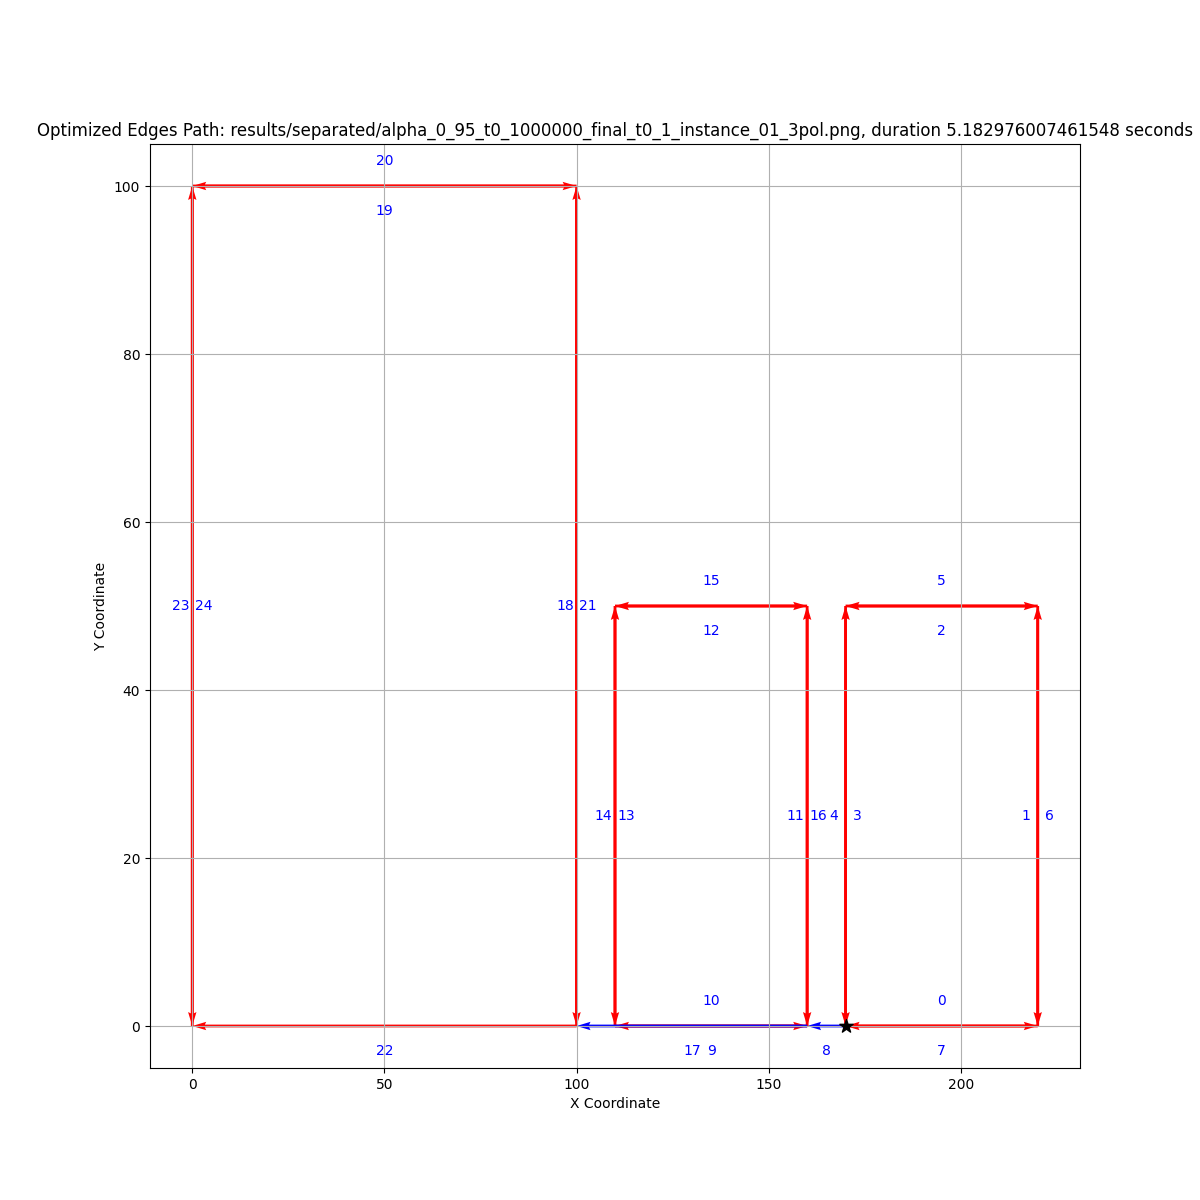 Optimized Edges Path: results/separated/alpha_0_95_t0_1000000_final_t0_1_instance_01_3pol.png, duration 5.182976007461548 seconds
20
100
19
80
60
15 5
23 24 18 21
12 2
40
20
14 13 11 16 4 3 1 6
10 0
0
22 17 9 8 7
0 50 100 150 200
X Coordinate
Y Coordinate